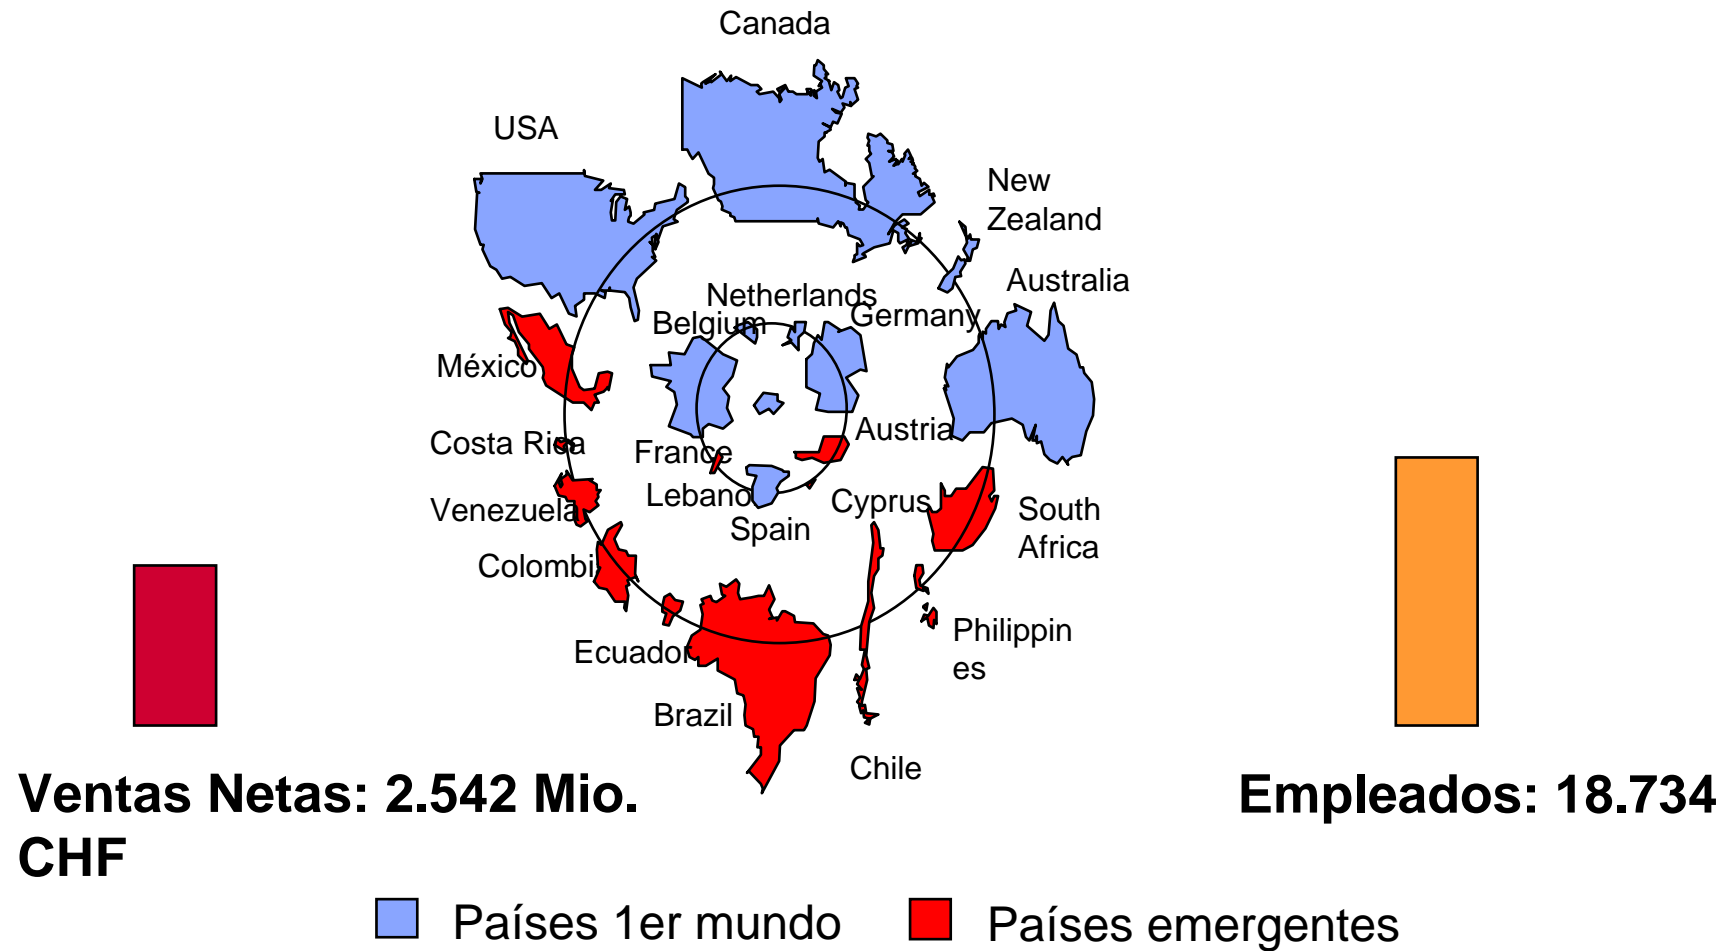 Canada
USA
New
Zealand
Australia
Netherlands
Belgium
Germany
México
Costa Rica
France
Austria
Lebano
Venezuela
Cyprus
South
Africa
Spain
Colombi
Philippin
es
Ecuador
Brazil
Chile
Ventas Netas: 2.542 Mio.
CHF
Empleados: 18.734
Países 1er mundo
Países emergentes